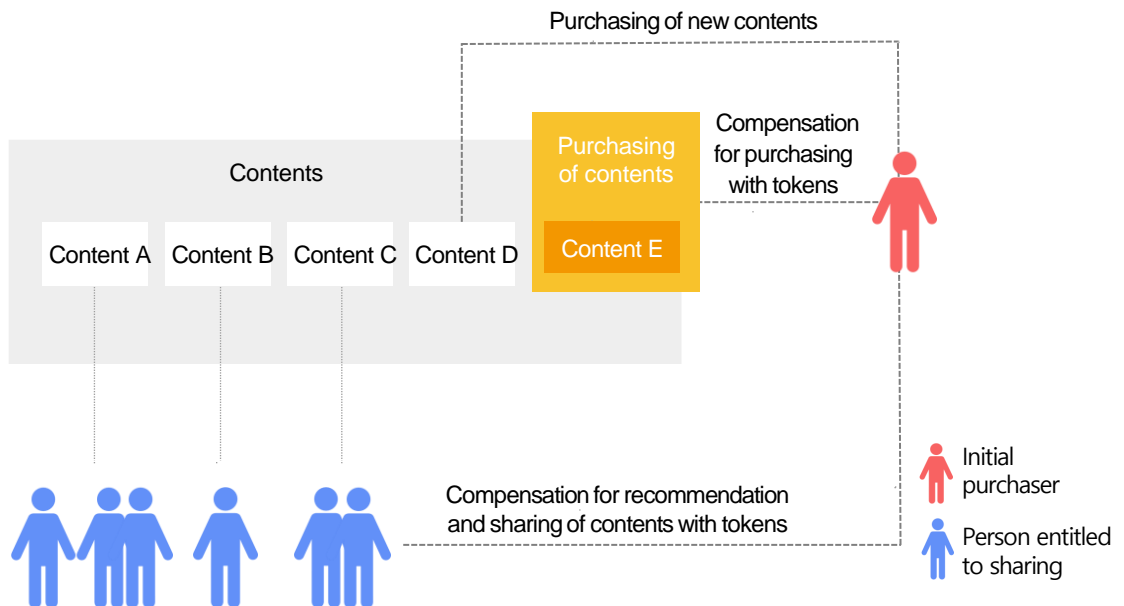 Purchasing of new contents
Compensation
for purchasing
with tokens
Purchasing
of contents
Contents
Content A
Content B
Content C
Content D
Content E
Initial
purchaser
Compensation for recommendation
and sharing of contents with tokens
Person entitled
to sharing